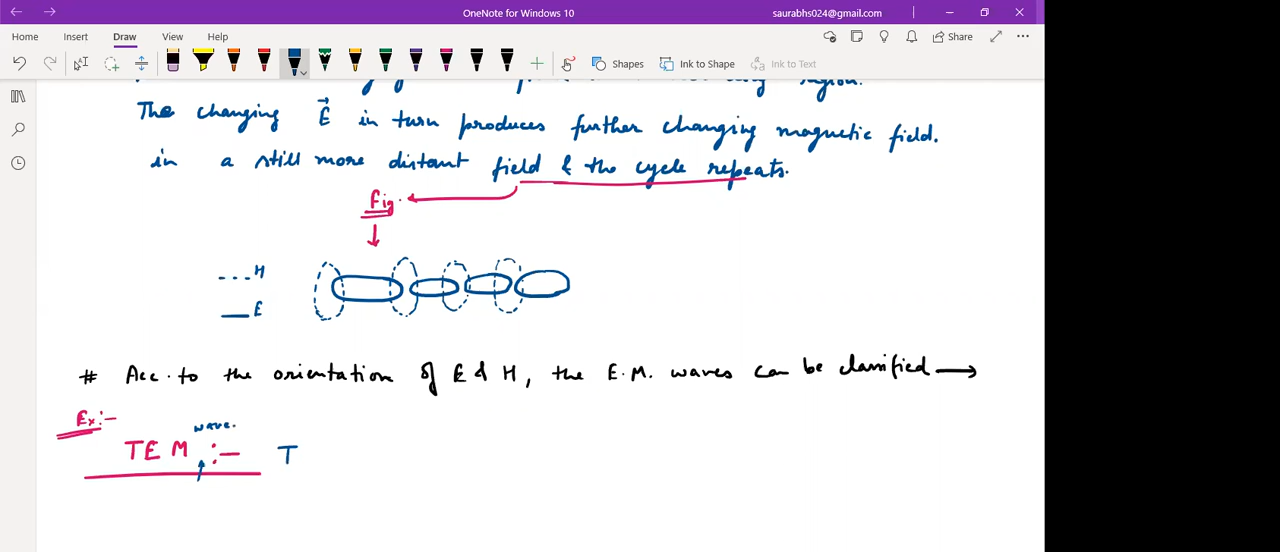 OneNote for Windows 10
saurabhs024@gmail.com
Home Insert Draw View Help
Share
Shapes Ink to Shape Ink to Text
region.
The changing E⃗ in turn produces further changing magnetic field.
in a still more distant field & the cycle repeats.
Fig.
--- H
— E
# Acc. to the orientation of E & H, the E.M. waves can be classified →
Ex:-
wave.
TEM :- T